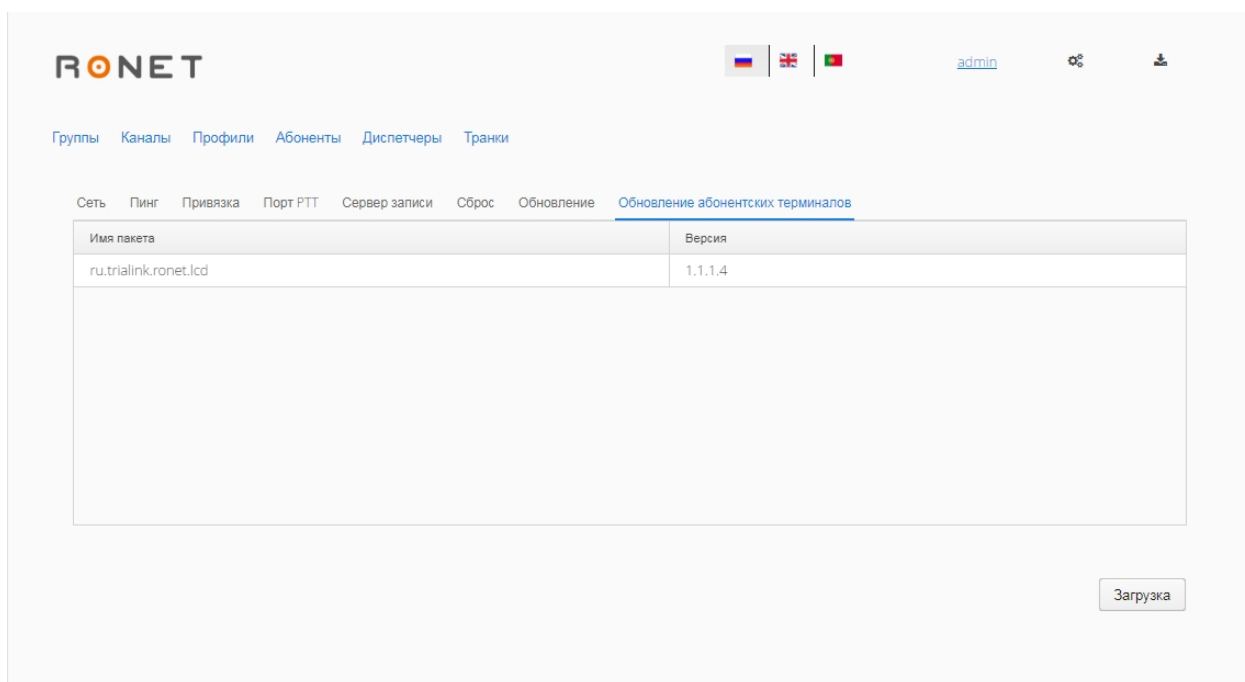 RONET
admin
Группы Каналы Профили Абоненты Диспетчеры Транки
Сеть Пинг Привязка Порт PTT Сервер записи Сброс Обновление Обновление абонентских терминалов
Имя пакета Версия
ru.trialink.ronet.lcd 1.1.1.4
Загрузка